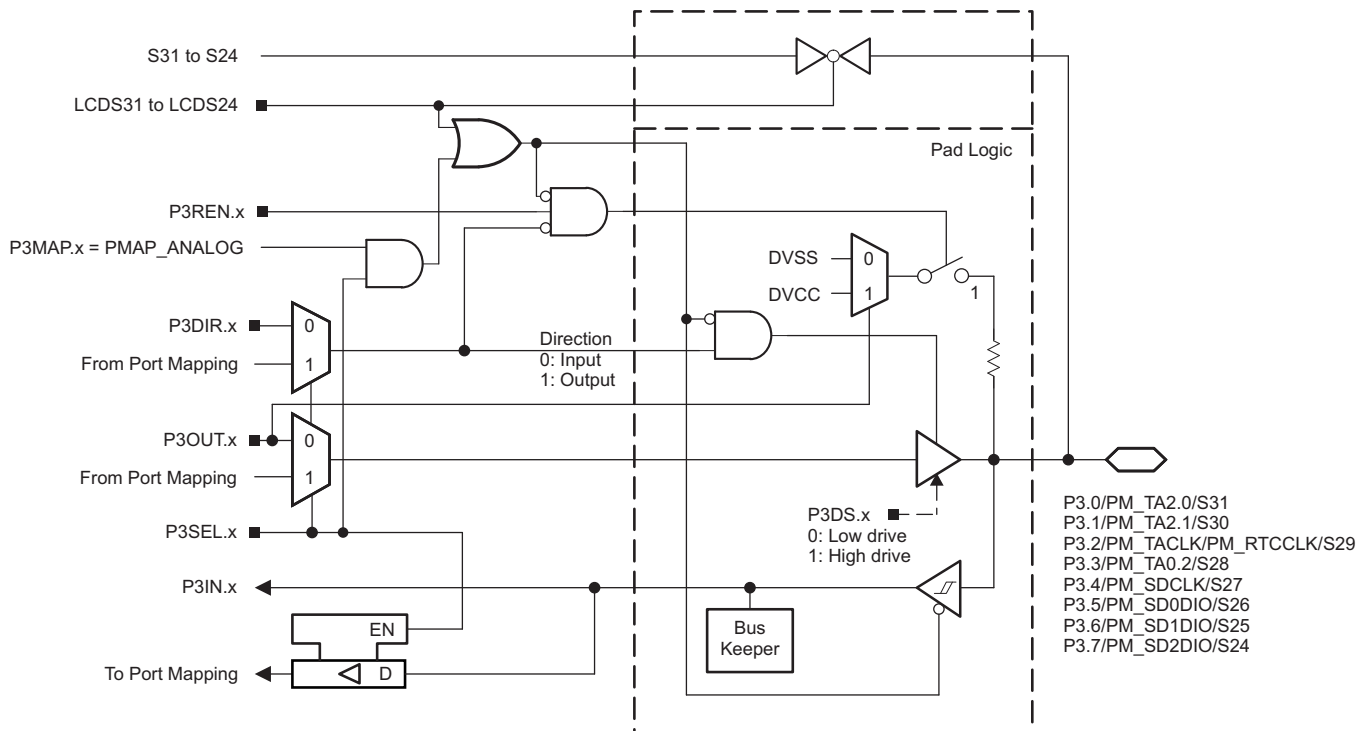 S31 to S24
LCDS31 to LCDS24
Pad Logic
P3REN.x
P3MAP.x = PMAP_ANALOG
DVSS
0
DVCC
1
1
P3DIR.x
0
From Port Mapping
1
Direction
0: Input
1: Output
P3OUT.x
0
From Port Mapping
1
P3SEL.x
P3DS.x
0: Low drive
1: High drive
P3.0/PM_TA2.0/S31
P3.1/PM_TA2.1/S30
P3.2/PM_TACLK/PM_RTCCLK/S29
P3.3/PM_TA0.2/S28
P3.4/PM_SDCLK/S27
P3.5/PM_SD0DIO/S26
P3.6/PM_SD1DIO/S25
P3.7/PM_SD2DIO/S24
P3IN.x
EN
Bus
Keeper
To Port Mapping
D